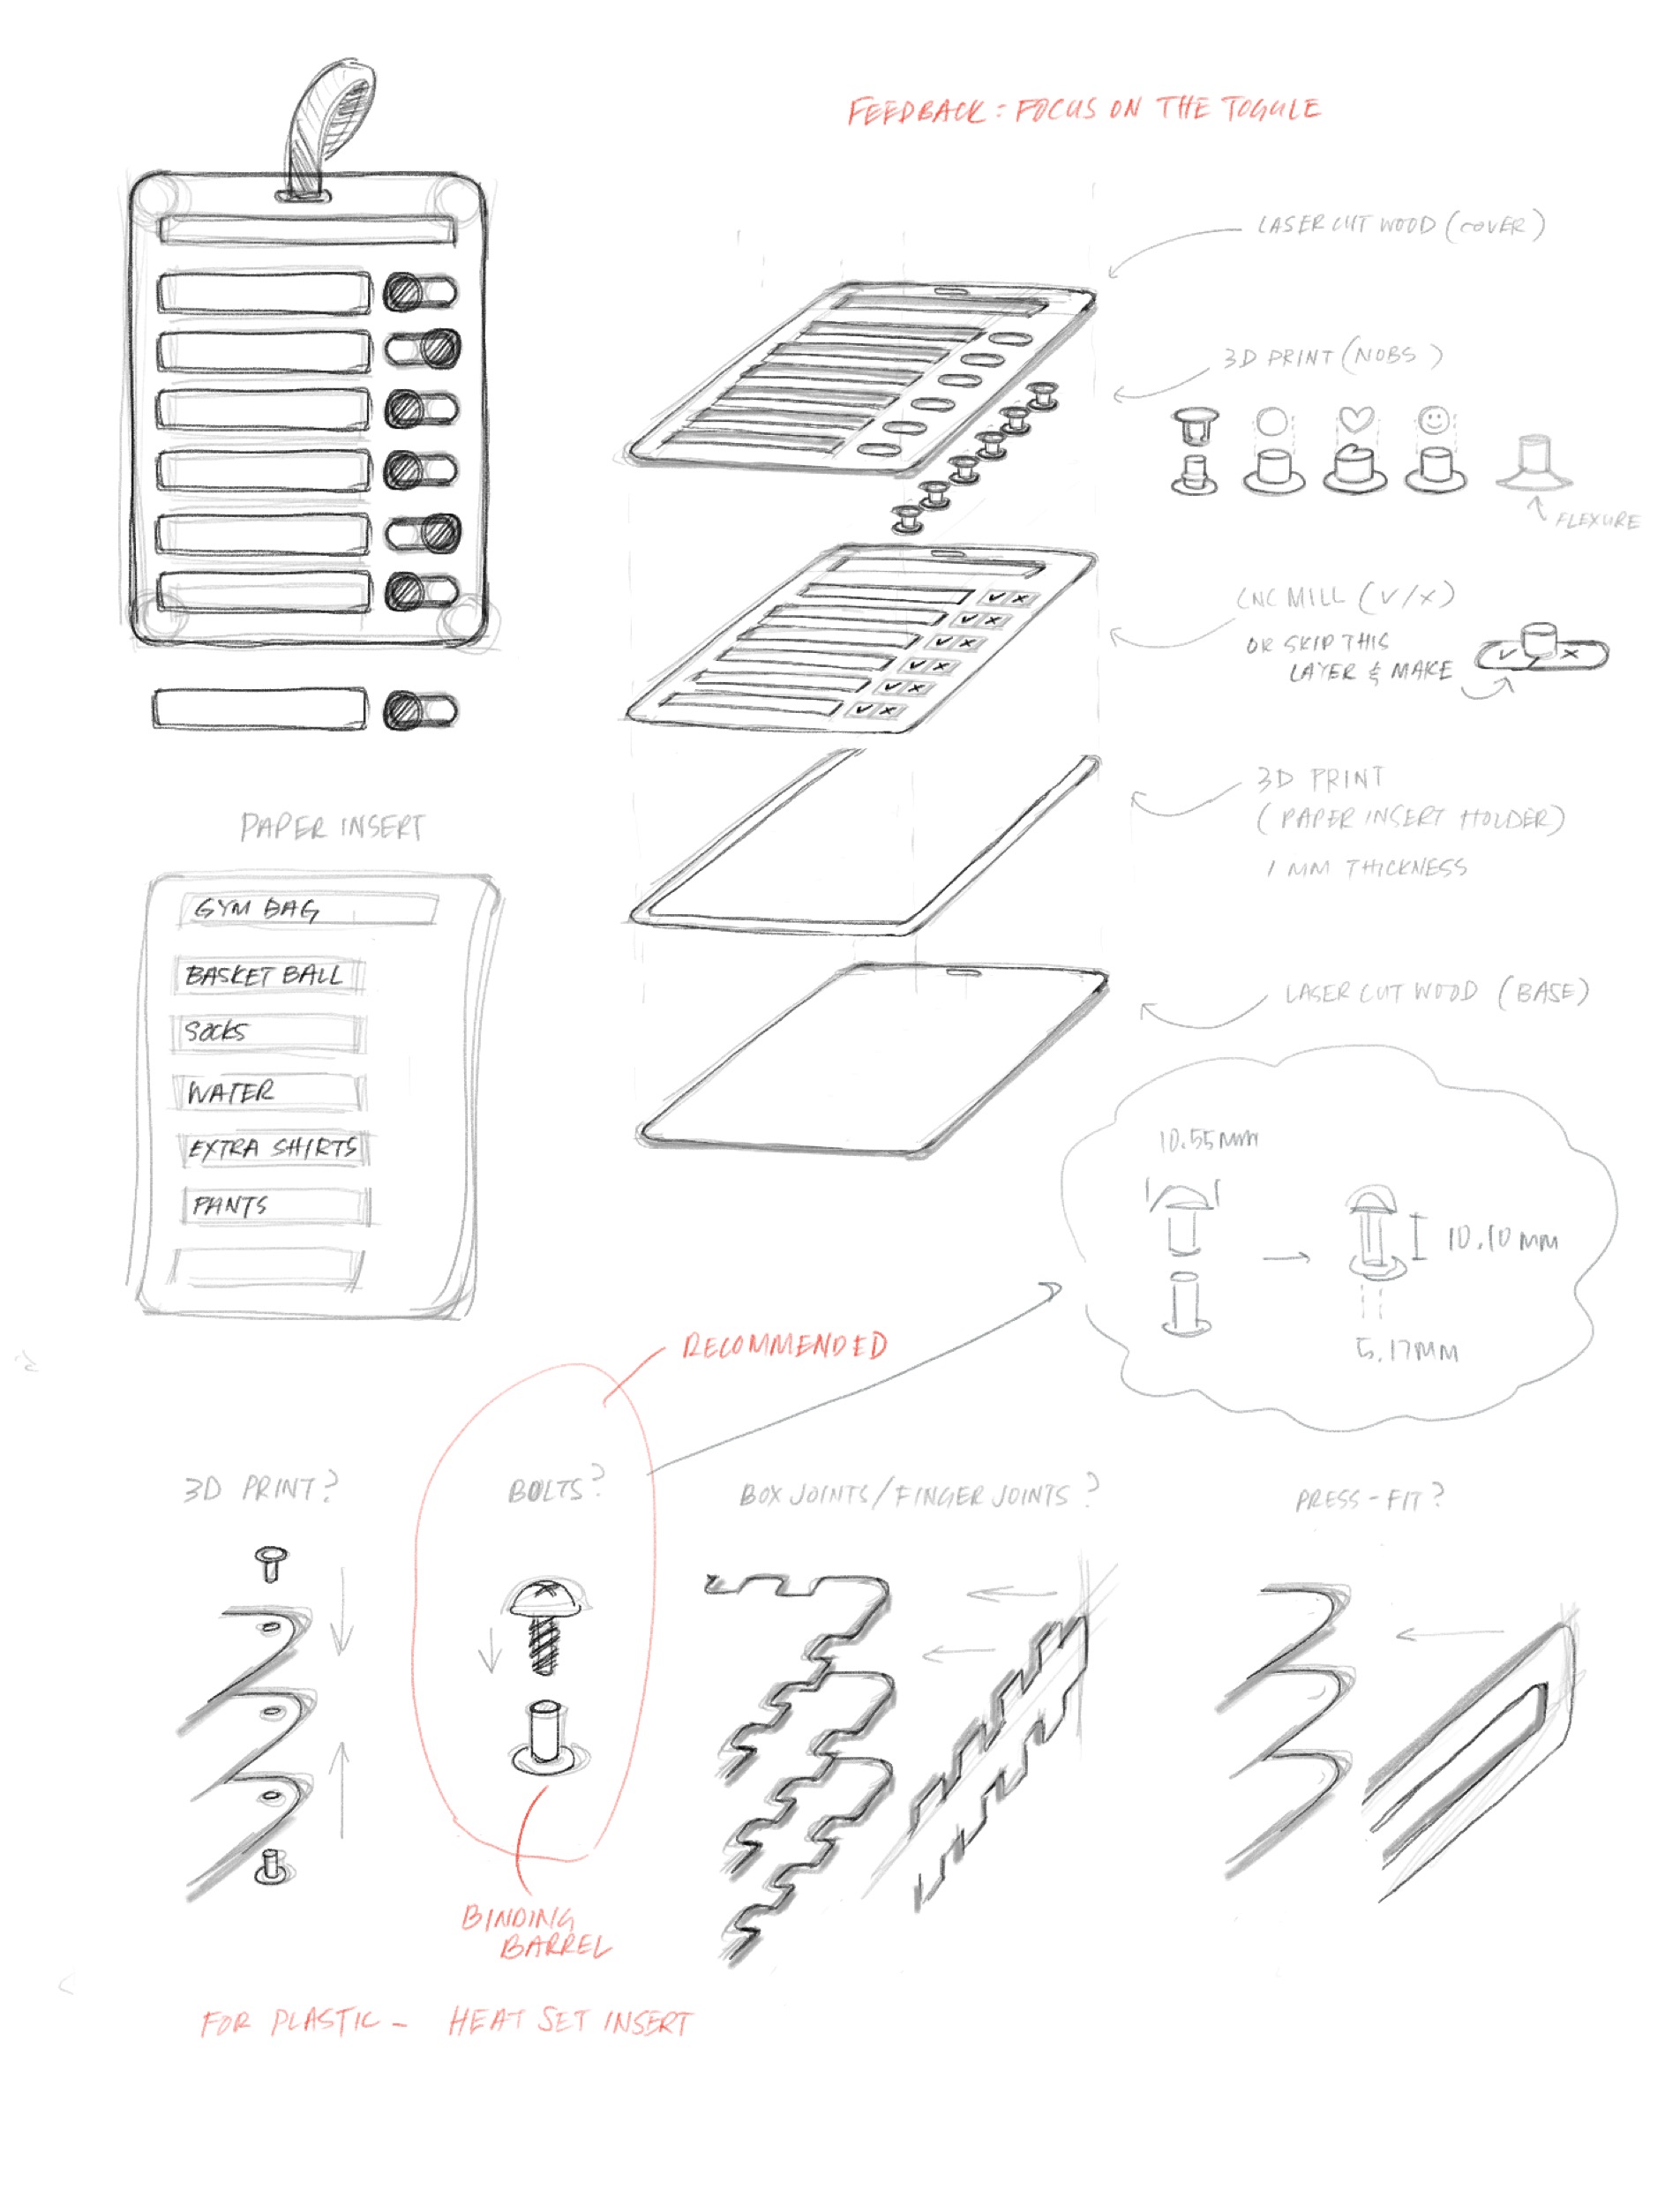 FEEDBACK : FOCUS ON THE TOGGLE
LASER CUT WOOD (COVER)
3D PRINT (NOBS)
FLEXURE
CNC MILL (V/X)
OR SKIP THIS
LAYER & MAKE
3D PRINT
(PAPER INSERT HOLDER)
1 MM THICKNESS
LASER CUT WOOD (BASE)
PAPER INSERT
GYM BAG
BASKET BALL
SOCKS
WATER
EXTRA SHIRTS
PANTS
10.55mm
10.10mm
5.17MM
RECOMMENDED
3D PRINT?
BOLTS?
BOX JOINTS/FINGER JOINTS?
PRESS-FIT?
BINDING
BARREL
FOR PLASTIC - HEAT SET INSERT